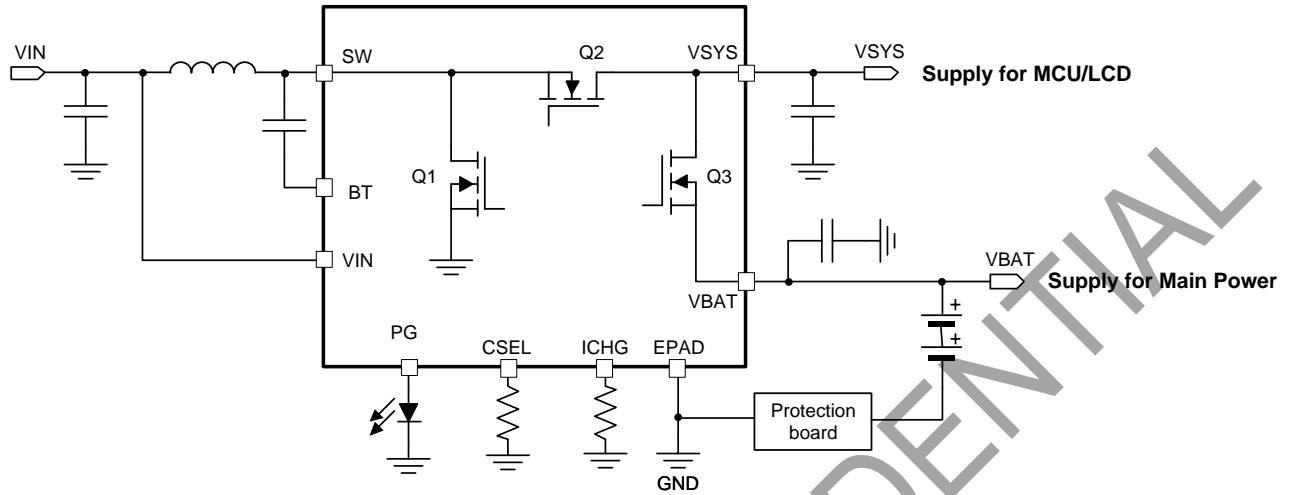 VIN
SW
Q2
VSYS
VSYS
Supply for MCU/LCD
Q1
Q3
BT
VIN
VBAT
Supply for Main Power
VBAT
+
+
PG
CSEL
ICHG
EPAD
Protection
board
GND
DENTIAL